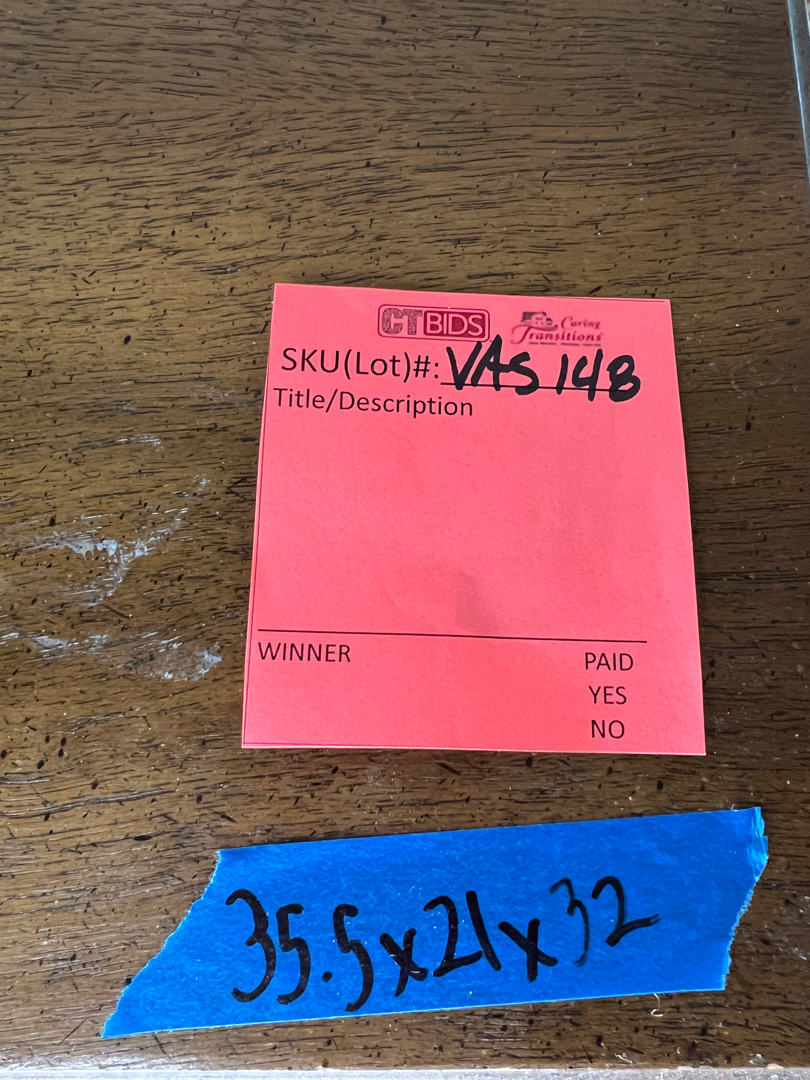 CTBIDS Caring Transitions
SKU(Lot)#: VAS 148
Title/Description
WINNER PAID
YES
NO
35.5x21x32